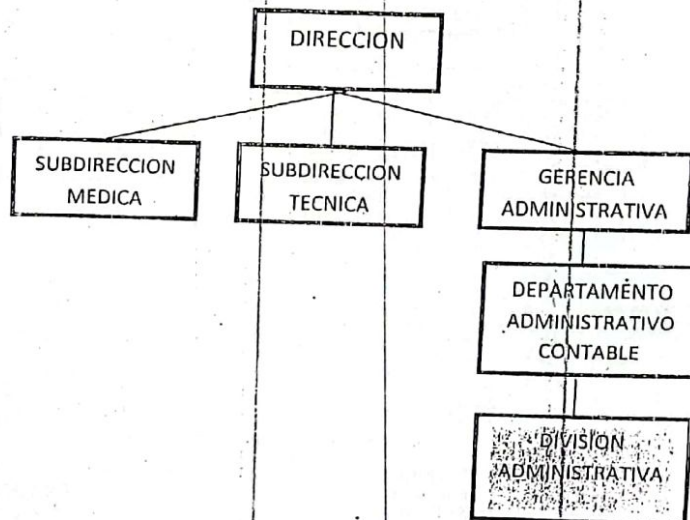 DIRECCION
SUBDIRECCION
MEDICA
SUBDIRECCION
TECNICA
GERENCIA
ADMINISTRATIVA
DEPARTAMENTO
ADMINISTRATIVO
CONTABLE
DIVISION
ADMINISTRATIVA